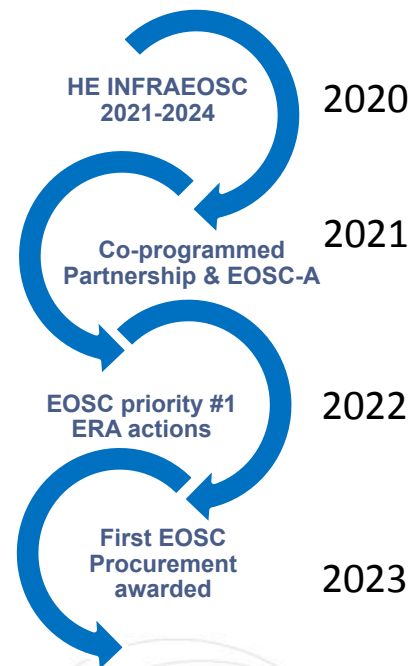 HE INFRAEOSC
2021-2024
2020
2021
Co-programmed
Partnership & EOSC-A
EOSC priority #1
ERA actions
2022
First EOSC
Procurement
awarded
2023